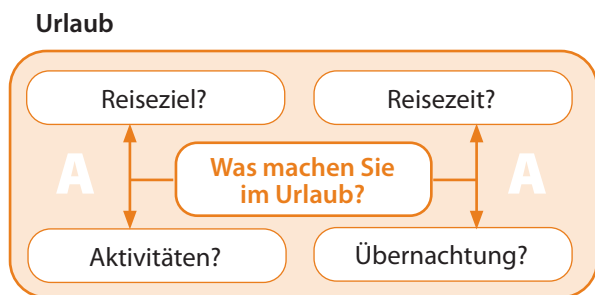 Urlaub
Reiseziel?
Reisezeit?
A
Was machen Sie
im Urlaub?
A
Aktivitäten?
Übernachtung?